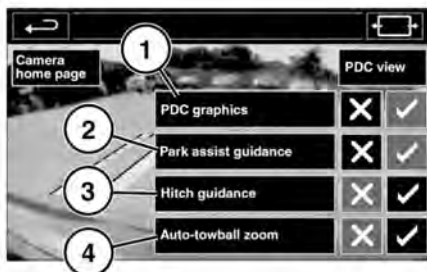 Camera
home page
PDC view
1
PDC graphics
2
Park assist guidance
3
Hitch guidance
4
Auto-towball zoom